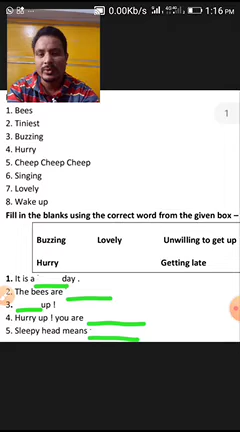 0.00Kb/s 1:16 PM
1
1. Bees
2. Tiniest
3. Buzzing
4. Hurry
5. Cheep Cheep Cheep
6. Singing
7. Lovely
8. Wake up
Fill in the blanks using the correct word from the given box –
Buzzing Lovely Unwilling to get up
Hurry Getting late
1. It is a day .
2. The bees are
3. up !
4. Hurry up ! you are
5. Sleepy head means